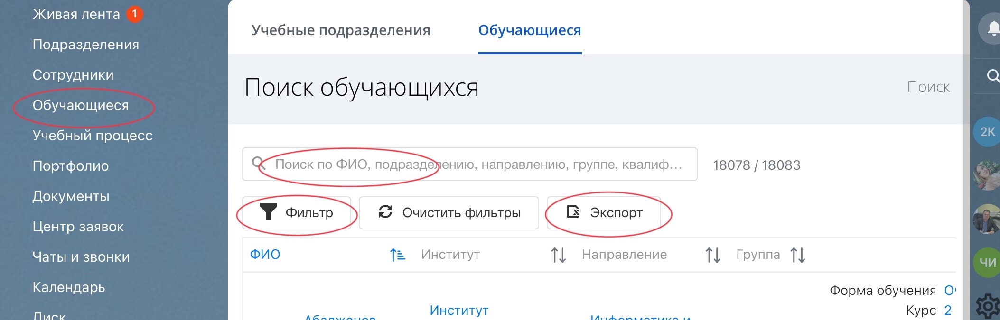 Живая лента 1
Подразделения
Сотрудники
Обучающиеся
Учебный процесс
Портфолио
Документы
Центр заявок
Чаты и звонки
Календарь
Диск
Учебные подразделения
Обучающиеся
Поиск обучающихся
Поиск
Поиск по ФИО, подразделению, направлению, группе, квалиф...
18078 / 18083
Фильтр
Очистить фильтры
Экспорт
ФИО
Институт
Направление
Группа
Форма обучения
Курс 2
Институт
Информатика и
2К
ЧИ